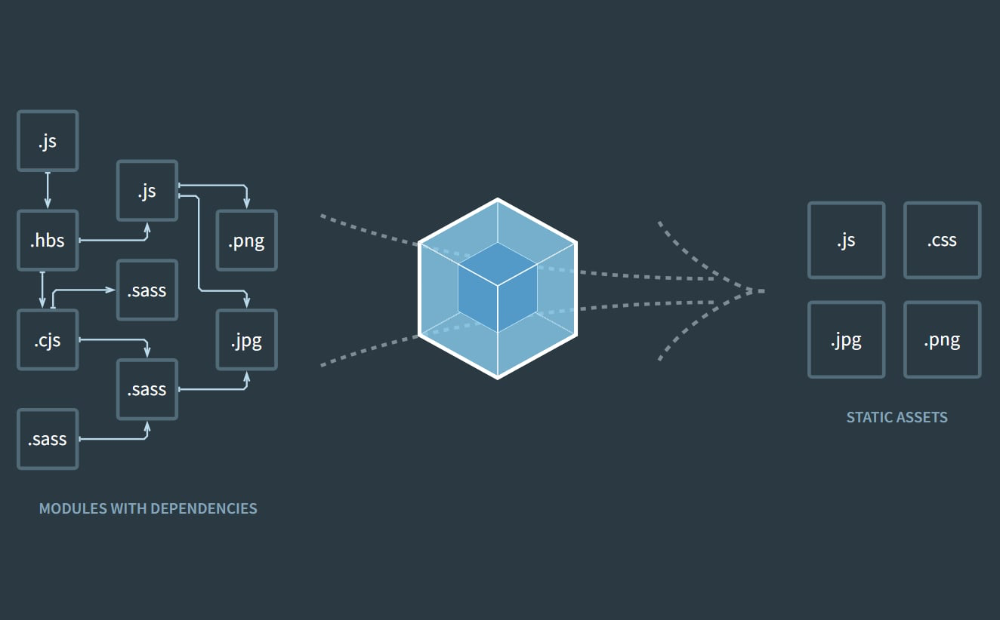 .js
.js
.hbs
.png
.sass
.cjs
.jpg
.sass
.sass
MODULES WITH DEPENDENCIES
.js
.css
.jpg
.png
STATIC ASSETS